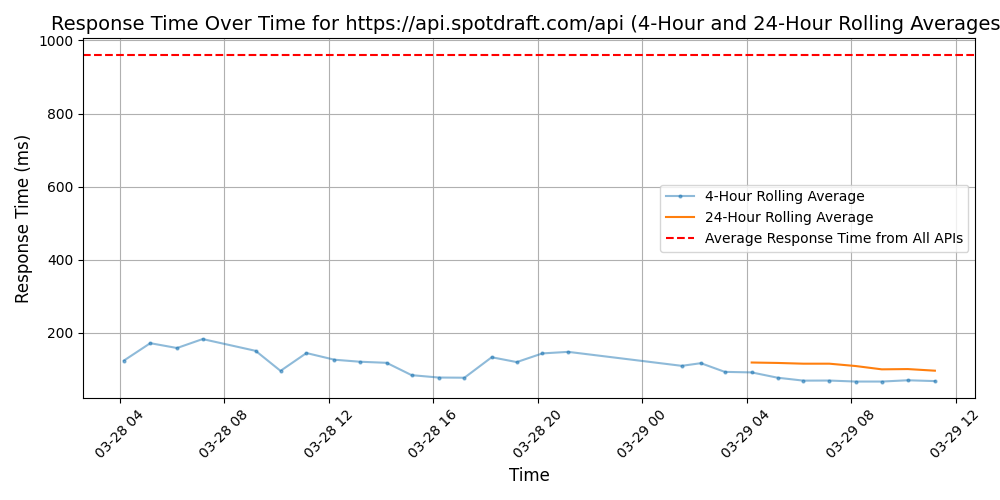 Response Time Over Time for https://api.spotdraft.com/api (4-Hour and 24-Hour Rolling Averages
1000
800
600
400
200
Response Time (ms)
4-Hour Rolling Average
24-Hour Rolling Average
Average Response Time from All APIs
03-28 04
03-28 08
03-28 12
03-28 16
03-28 20
03-29 00
03-29 04
03-29 08
03-29 12
Time